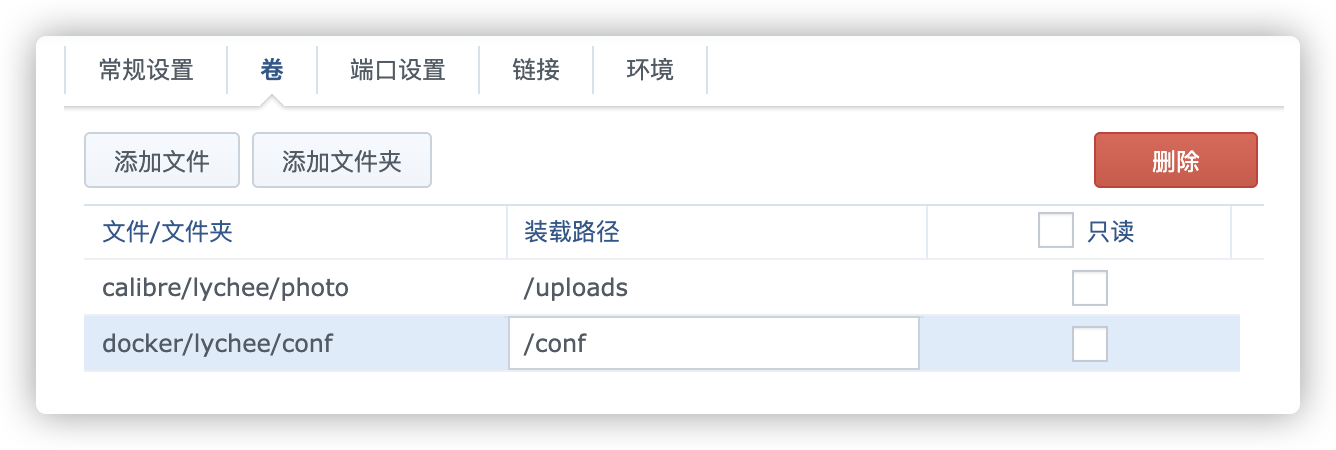 常规设置 卷 端口设置 链接 环境
添加文件 添加文件夹 删除
文件/文件夹 装载路径 只读
calibre/lychee/photo /uploads
docker/lychee/conf /conf